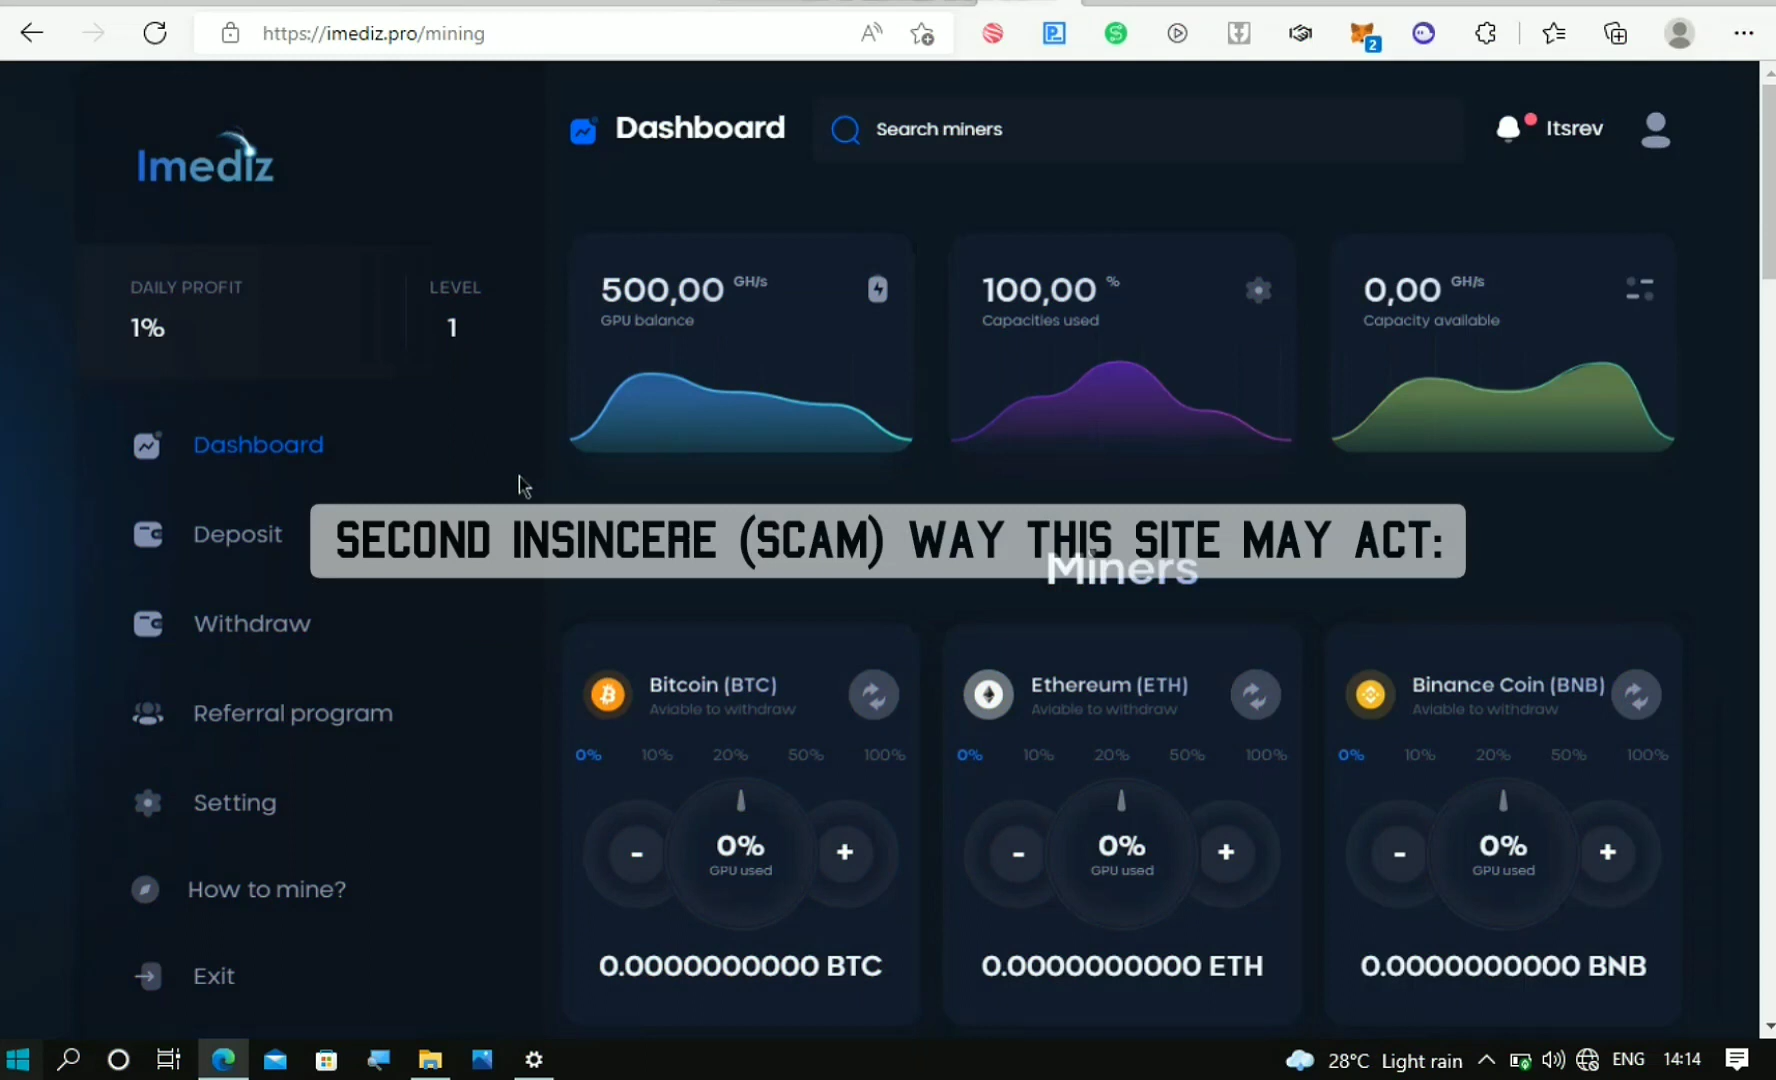 https://imediz.pro/mining
2
Imediz
Dashboard
Search miners
Itsrev
DAILY PROFIT
LEVEL
1%
1
500,00 GH/s
GPU balance
100,00 %
Capacities used
0,00 GH/s
Capacity available
Dashboard
Deposit
Withdraw
Referral program
Setting
How to mine?
Exit
SECOND INSINCERE (SCAM) WAY THIS SITE MAY ACT:
Miners
Bitcoin (BTC)
Aviable to withdraw
0% 10% 20% 50% 100%
- 0% +
GPU used
0.0000000000 BTC
Ethereum (ETH)
Aviable to withdraw
0% 10% 20% 50% 100%
- 0% +
GPU used
0.0000000000 ETH
Binance Coin (BNB)
Aviable to withdraw
0% 10% 20% 50% 100%
- 0% +
GPU used
0.0000000000 BNB
28°C Light rain
ENG
14:14